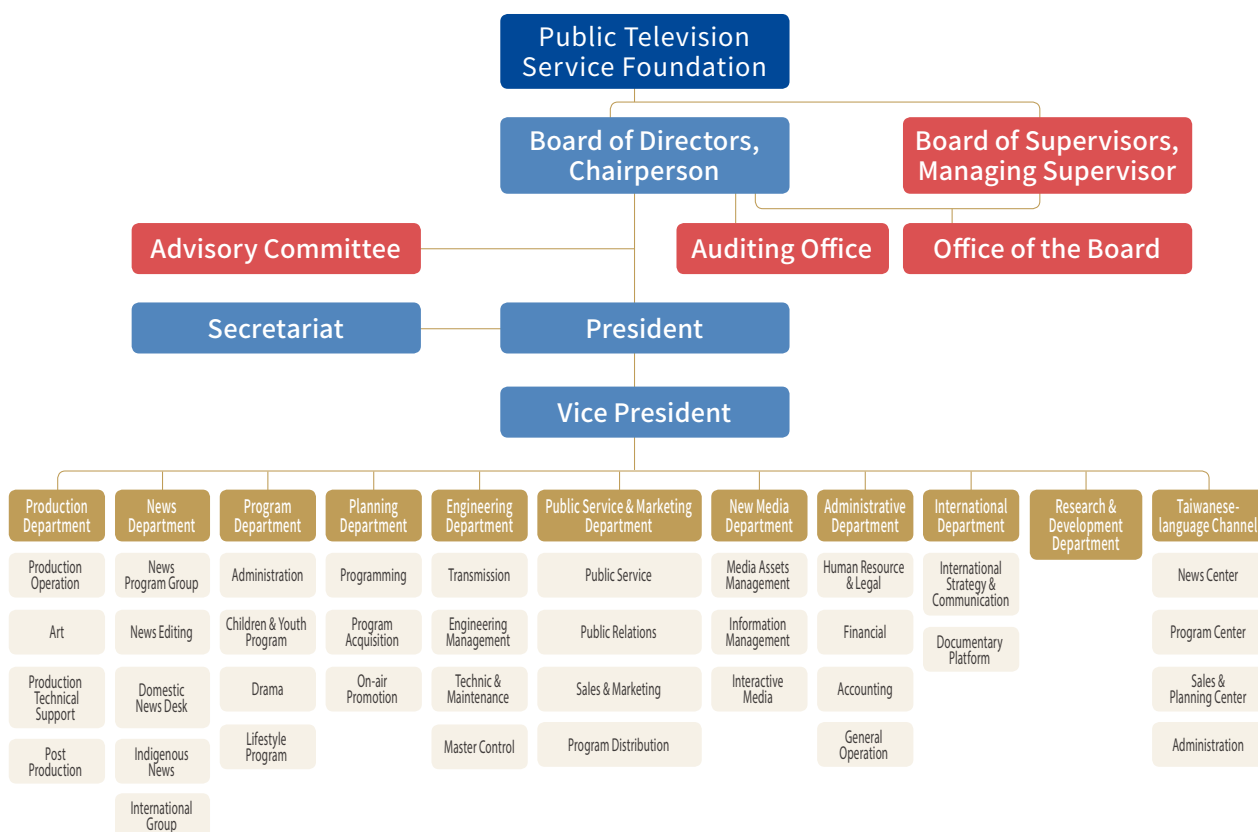 Public Television
Service Foundation
Board of Directors,
Chairperson
Board of Supervisors,
Managing Supervisor
Advisory Committee
Auditing Office
Office of the Board
Secretariat
President
Vice President
Production
Department
Production
Operation
Art
Production
Technical
Support
Post
Production
News
Department
News
Program Group
News Editing
Domestic
News Desk
Indigenous
News
International
Group
Program
Department
Administration
Children & Youth
Program
Drama
Lifestyle
Program
Planning
Department
Programming
Program
Acquisition
On-air
Promotion
Engineering
Department
Transmission
Engineering
Management
Technic &
Maintenance
Master Control
Public Service & Marketing
Department
Public Service
Public Relations
Sales & Marketing
Program Distribution
New Media
Department
Media Assets
Management
Information
Management
Interactive
Media
Administrative
Department
Human Resource
& Legal
Financial
Accounting
General
Operation
International
Department
International
Strategy &
Communication
Documentary
Platform
Research &
Development
Department
Taiwanese-
language Channel
News Center
Program Center
Sales &
Planning Center
Administration